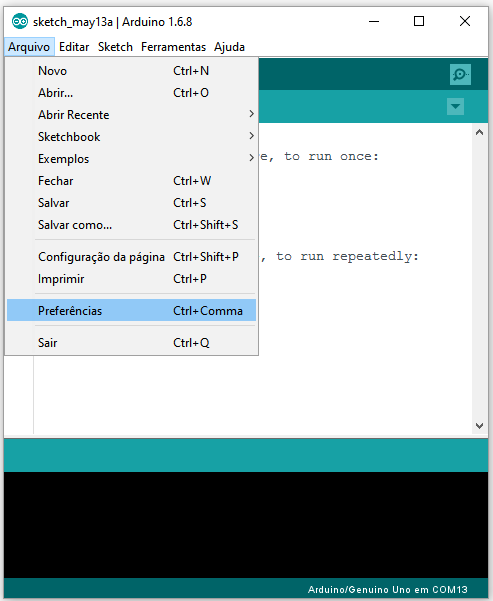 sketch_may13a | Arduino 1.6.8
Arquivo Editar Sketch Ferramentas Ajuda
Novo Ctrl+N
Abrir... Ctrl+O
Abrir Recente
Sketchbook
Exemplos
e, to run once:
Fechar Ctrl+W
Salvar Ctrl+S
Salvar como... Ctrl+Shift+S
Configuração da página Ctrl+Shift+P
, to run repeatedly:
Imprimir Ctrl+P
Preferências Ctrl+Comma
Sair Ctrl+Q
Arduino/Genuino Uno em COM13